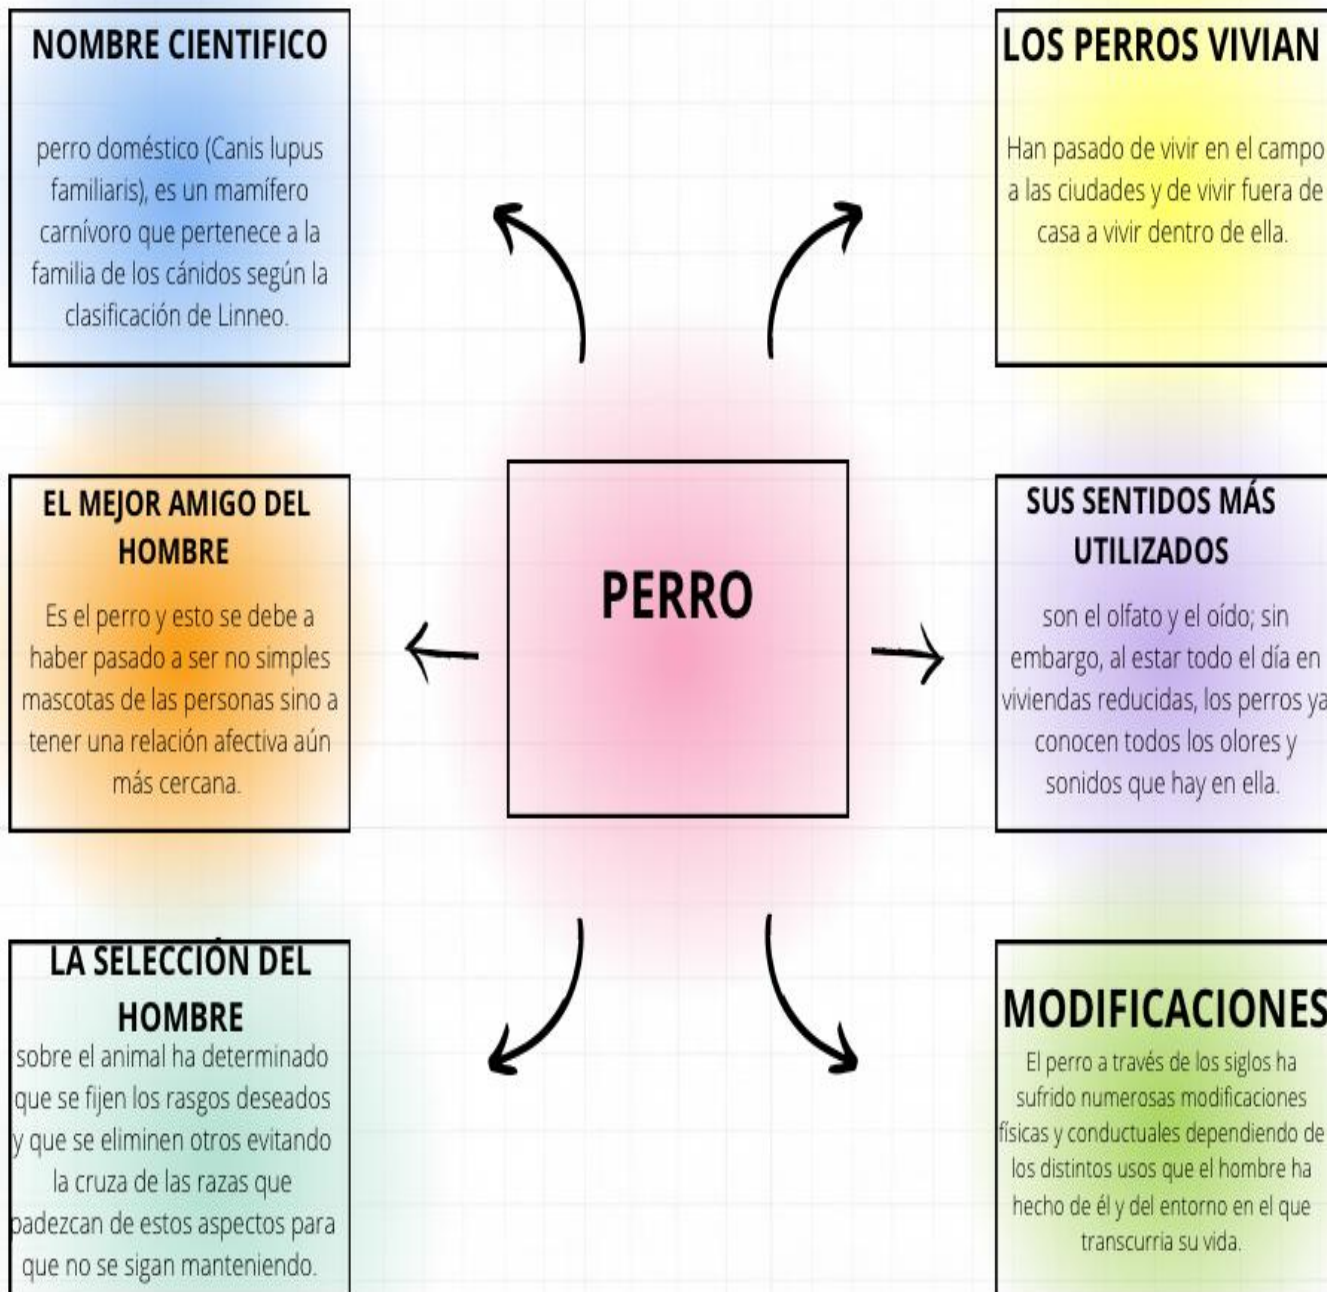 NOMBRE CIENTIFICO
perro doméstico (Canis lupus
familiaris), es un mamífero
carnívoro que pertenece a la
familia de los cánidos según la
clasificación de Linneo.
LOS PERROS VIVIAN
Han pasado de vivir en el campo
a las ciudades y de vivir fuera de
casa a vivir dentro de ella.
EL MEJOR AMIGO DEL
HOMBRE
Es el perro y esto se debe a
haber pasado a ser no simples
mascotas de las personas sino a
tener una relación afectiva aún
más cercana.
PERRO
SUS SENTIDOS MÁS
UTILIZADOS
son el olfato y el oído; sin
embargo, al estar todo el día en
viviendas reducidas, los perros ya
conocen todos los olores y
sonidos que hay en ella.
LA SELECCIÓN DEL
HOMBRE
sobre el animal ha determinado
que se fijen los rasgos deseados
y que se eliminen otros evitando
la cruza de las razas que
padezcan de estos aspectos para
que no se sigan manteniendo.
MODIFICACIONES
El perro a través de los siglos ha
sufrido numerosas modificaciones
físicas y conductuales dependiendo de
los distintos usos que el hombre ha
hecho de él y del entorno en el que
transcurria su vida.